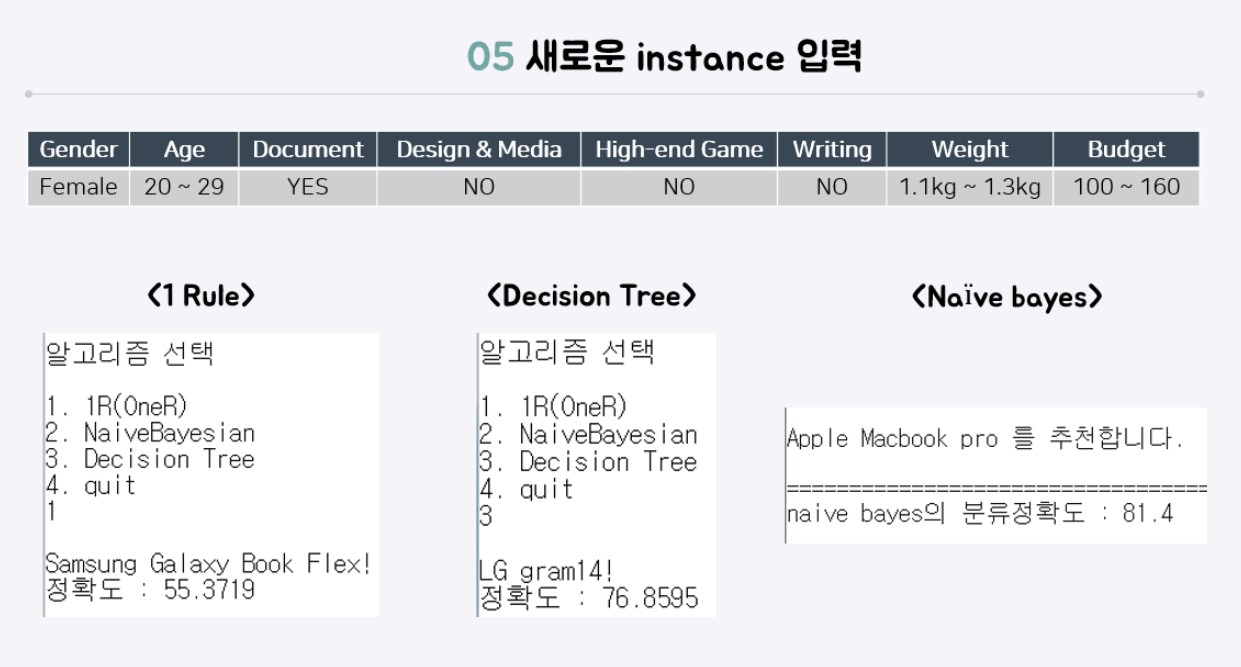 05 새로운 instance 입력
Gender Age Document Design & Media High-end Game Writing Weight Budget
Female 20 ~ 29 YES NO NO NO 1.1kg ~ 1.3kg 100 ~ 160
<1 Rule>
알고리즘 선택
1. 1R(OneR)
2. NaiveBayesian
3. Decision Tree
4. quit
1
Samsung Galaxy Book Flex!
정확도 : 55.3719
<Decision Tree>
알고리즘 선택
1. 1R(OneR)
2. NaiveBayesian
3. Decision Tree
4. quit
3
LG gram14!
정확도 : 76.8595
<Naïve bayes>
Apple Macbook pro 를 추천합니다.
===================================
naive bayes의 분류정확도 : 81.4